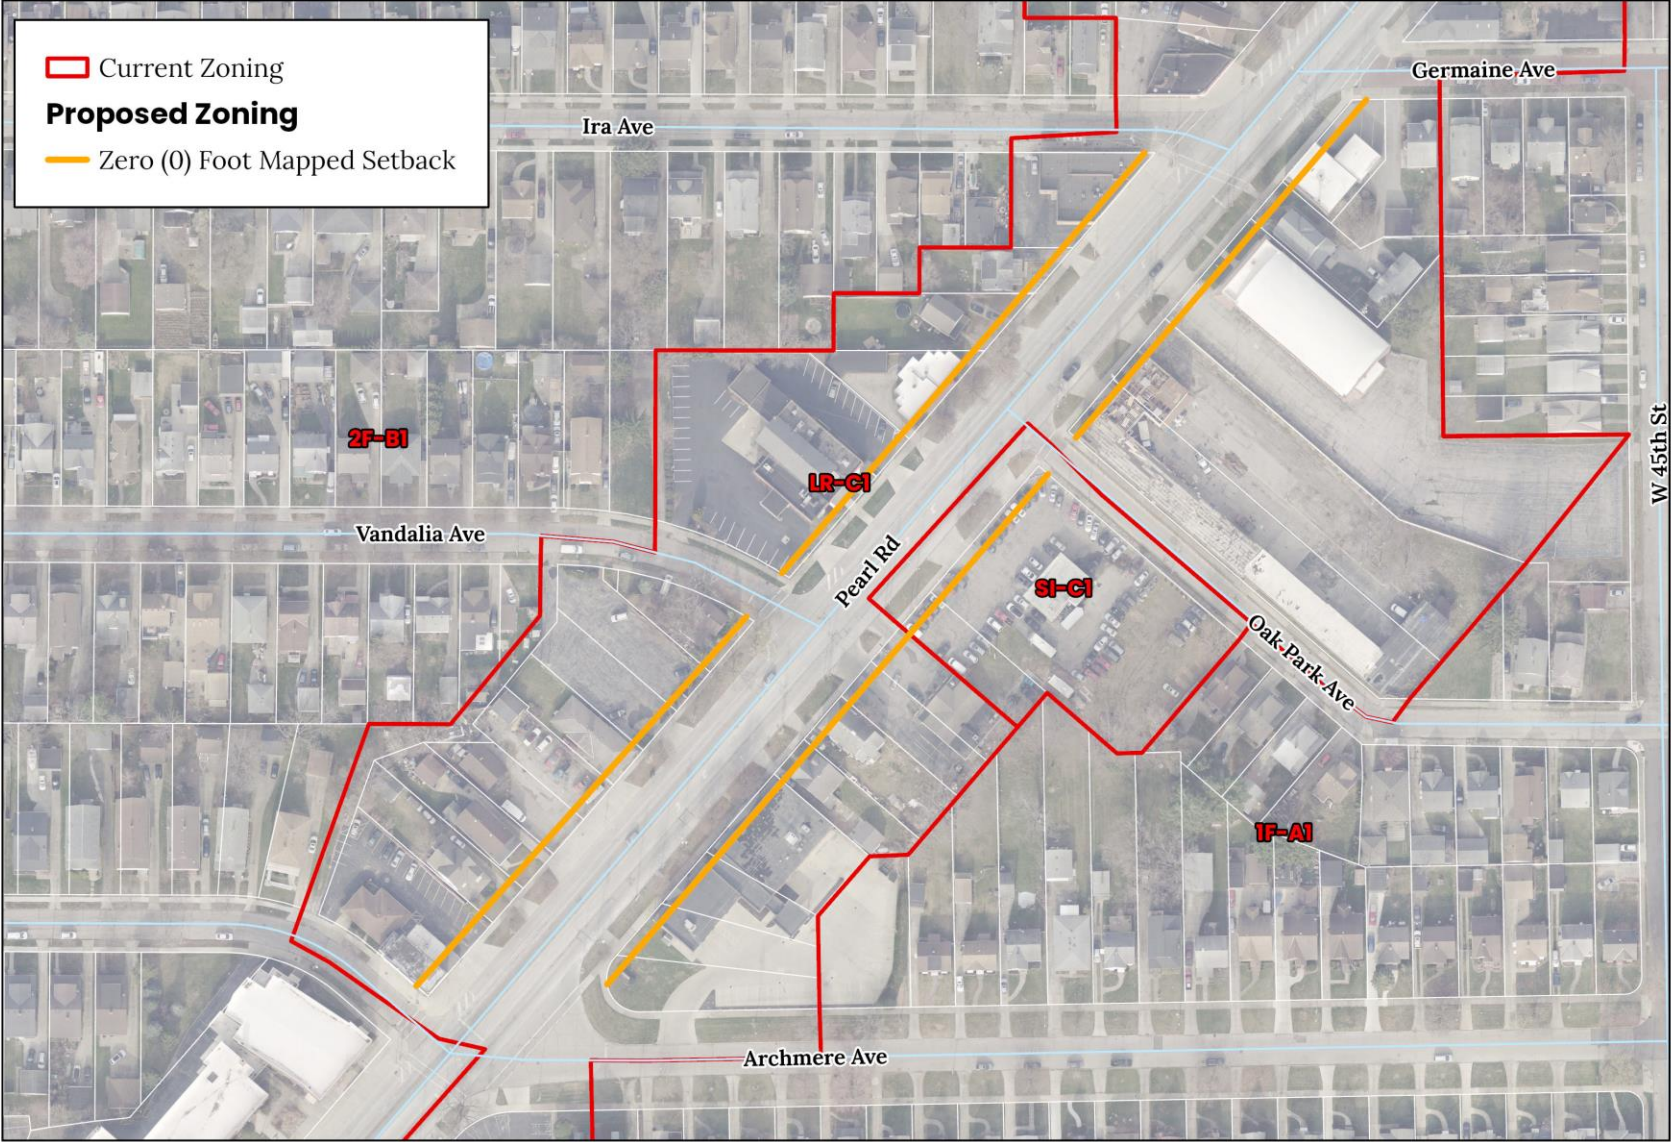 Current Zoning
Proposed Zoning
Zero (0) Foot Mapped Setback
Germaine Ave
Ira Ave
2F-B1
W 45th St
LR-C1
Vandalia Ave
Pearl Rd
SI-C1
Oak Park Ave
1F-A1
Archmere Ave